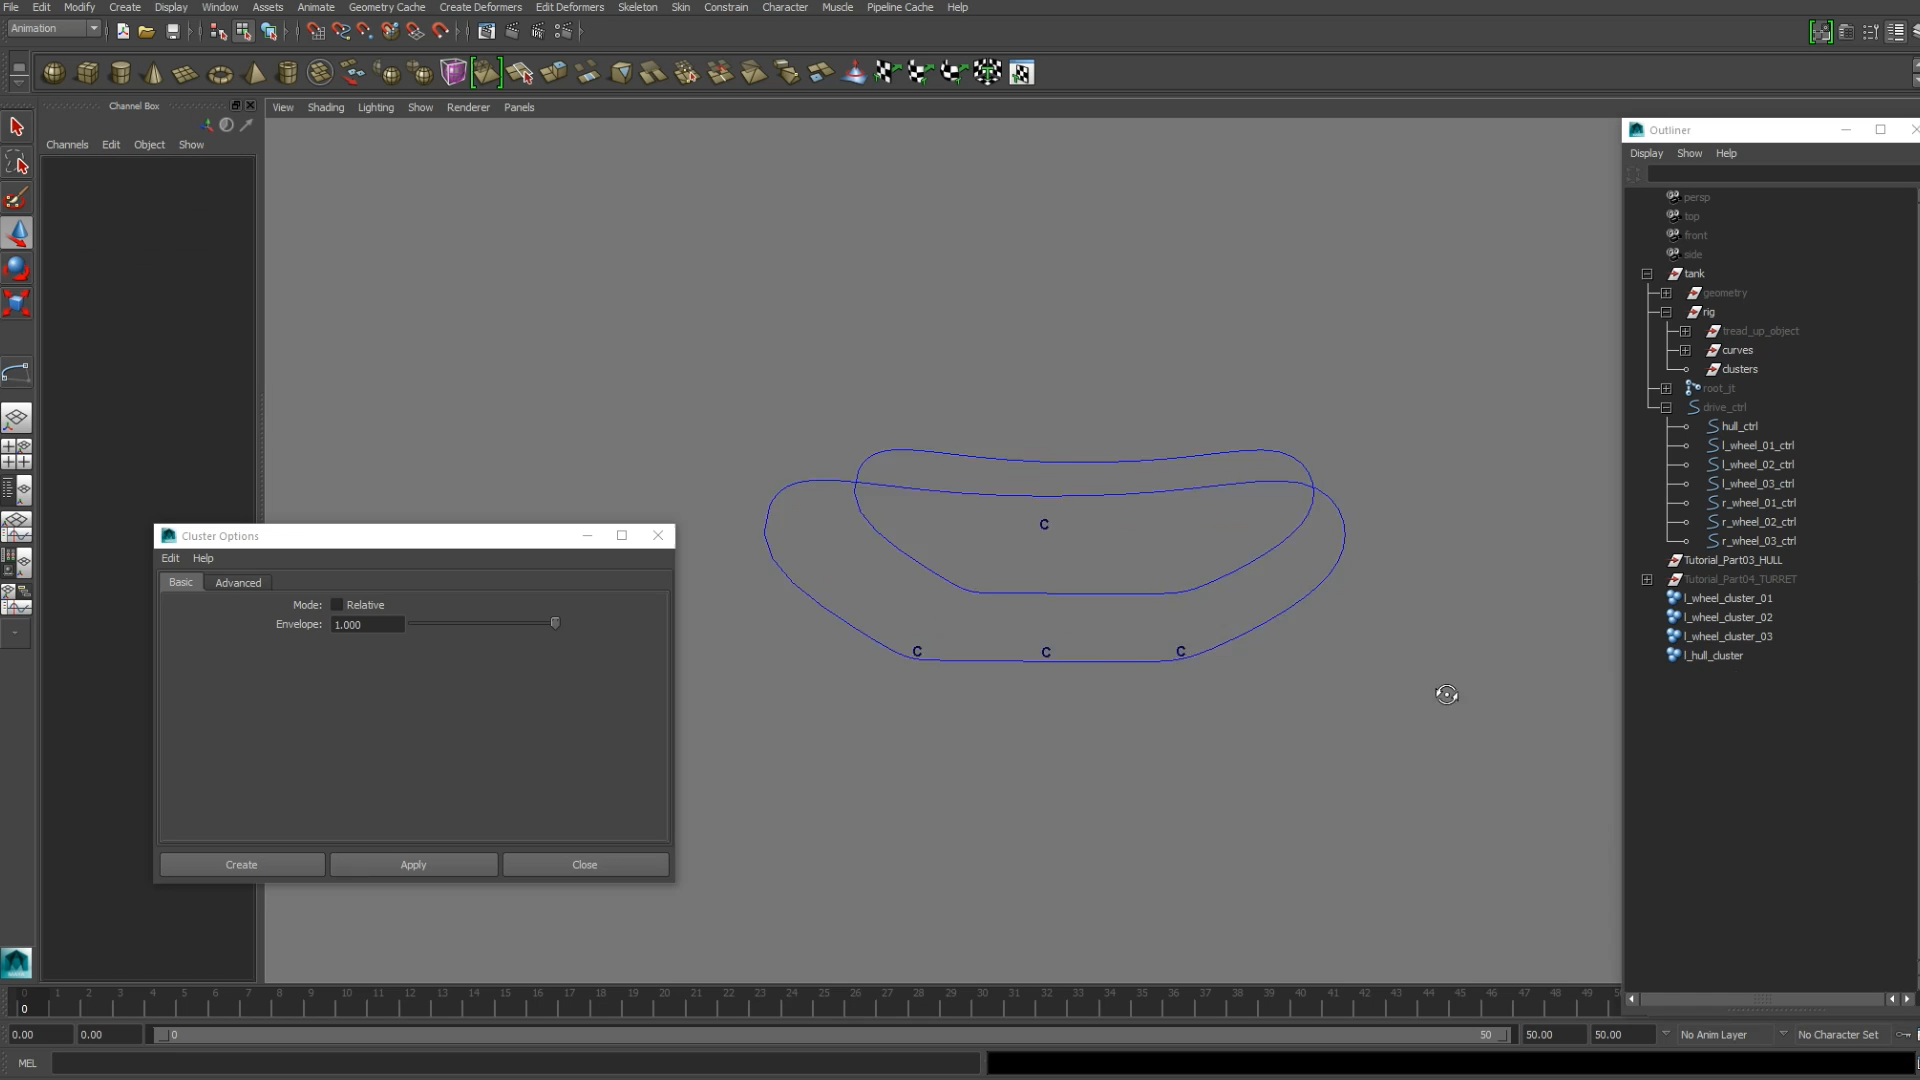 File Edit Modify Create Display Window Assets Animate Geometry Cache Create Deformers Edit Deformers Skeleton Skin Constrain Character Muscle Pipeline Cache Help
Animation
Channel Box
View Shading Lighting Show Renderer Panels
Channels Edit Object Show
Outliner
Display Show Help
persp
top
front
side
tank
geometry
rig
tread_up_object
curves
clusters
root_jt
drive_ctrl
hull_ctrl
l_wheel_01_ctrl
l_wheel_02_ctrl
l_wheel_03_ctrl
r_wheel_01_ctrl
r_wheel_02_ctrl
r_wheel_03_ctrl
Tutorial_Part03_HULL
Tutorial_Part04_TURRET
l_wheel_cluster_01
l_wheel_cluster_02
l_wheel_cluster_03
l_hull_cluster
C
C C C
Cluster Options
Edit Help
Basic Advanced
Mode: Relative
Envelope: 1.000
Create Apply Close
0 1 2 3 4 5 6 7 8 9 10 11 12 13 14 15 16 17 18 19 20 21 22 23 24 25 26 27 28 29 30 31 32 33 34 35 36 37 38 39 40 41 42 43 44 45 46 47 48 49
0
0.00 0.00 0 50 50.00 50.00 No Anim Layer No Character Set
MEL